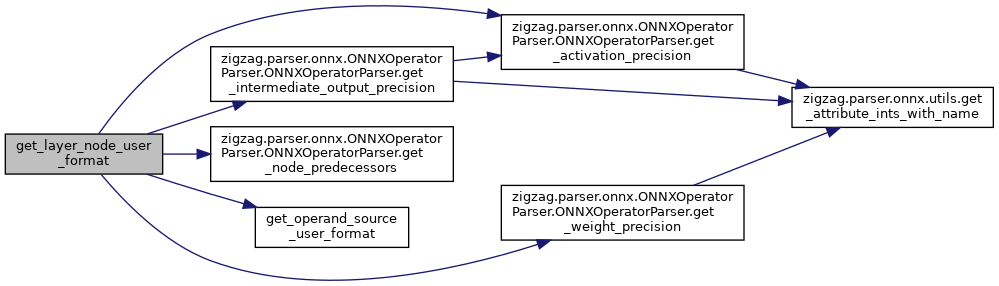 get_layer_node_user
_format
zigzag.parser.onnx.ONNXOperator
Parser.ONNXOperatorParser.get
_intermediate_output_precision
zigzag.parser.onnx.ONNXOperator
Parser.ONNXOperatorParser.get
_node_predecessors
get_operand_source
_user_format
zigzag.parser.onnx.ONNXOperator
Parser.ONNXOperatorParser.get
_activation_precision
zigzag.parser.onnx.ONNXOperator
Parser.ONNXOperatorParser.get
_weight_precision
zigzag.parser.onnx.utils.get
_attribute_ints_with_name